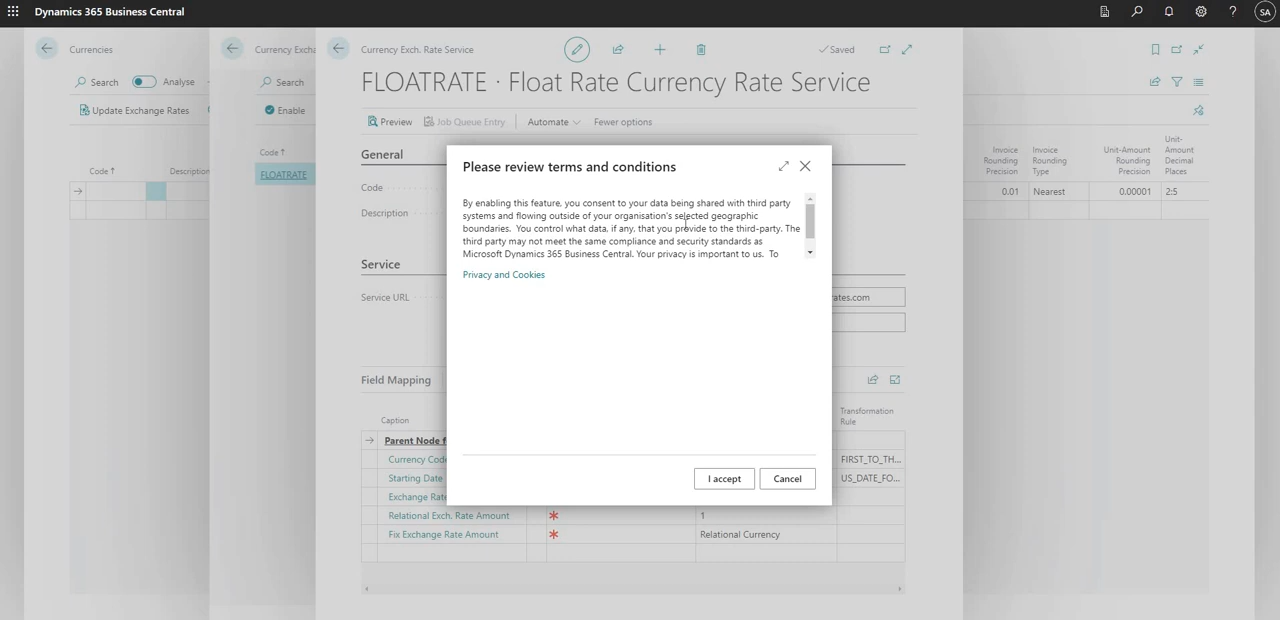 Dynamics 365 Business Central
SA
Currencies
Search
Analyse
Update Exchange Rates
Code ↑
Description
Currency Excha
Search
Enable
Code ↑
FLOATRATE
Currency Exch. Rate Service
Saved
FLOATRATE · Float Rate Currency Rate Service
Preview
Job Queue Entry
Automate
Fewer options
General
Code
Description
Service
Service URL
rates.com
Field Mapping
Caption
Transformation
Rule
Parent Node f
Currency Code
FIRST_TO_TH...
Starting Date
US_DATE_FO...
Exchange Rate
Relational Exch. Rate Amount
1
Fix Exchange Rate Amount
Relational Currency
Please review terms and conditions
By enabling this feature, you consent to your data being shared with third party
systems and flowing outside of your organisation's selected geographic
boundaries. You control what data, if any, that you provide to the third-party. The
third party may not meet the same compliance and security standards as
Microsoft Dynamics 365 Business Central. Your privacy is important to us. To
Privacy and Cookies
I accept
Cancel
Invoice
Rounding
Precision
Invoice
Rounding
Type
Unit-Amount
Rounding
Precision
Unit-
Amount
Decimal
Places
0.01
Nearest
0.00001
2:5